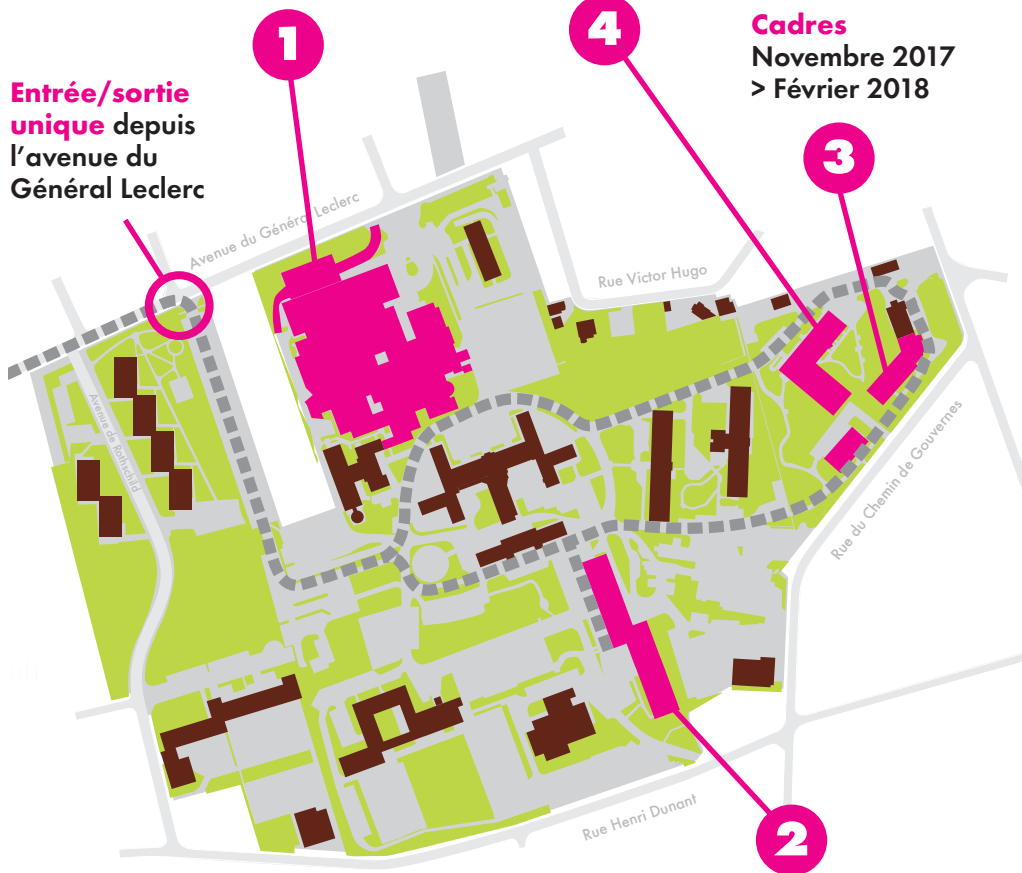 1
4
Cadres
Novembre 2017
> Février 2018
Entrée/sortie
unique depuis
l'avenue du
Général Leclerc
3
Avenue du Général Leclerc
Rue Victor Hugo
Avenue de Rothschild
Rue du Chemin de Gouvernes
Rue Henri Dunant
2